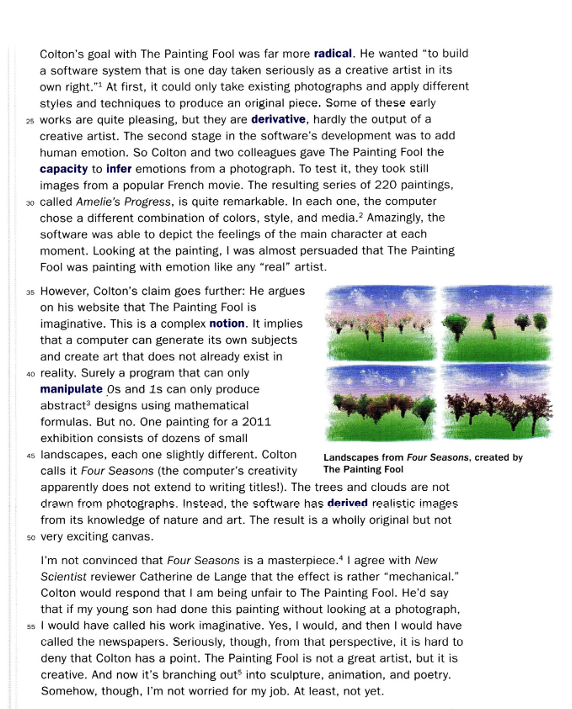 Colton's goal with The Painting Fool was far more radical. He wanted "to build
a software system that is one day taken seriously as a creative artist in its
own right."1 At first, it could only take existing photographs and apply different
styles and techniques to produce an original piece. Some of these early
25 works are quite pleasing, but they are derivative, hardly the output of a
creative artist. The second stage in the software's development was to add
human emotion. So Colton and two colleagues gave The Painting Fool the
capacity to infer emotions from a photograph. To test it, they took still
images from a popular French movie. The resulting series of 220 paintings,
30 called Amelie's Progress, is quite remarkable. In each one, the computer
chose a different combination of colors, style, and media.2 Amazingly, the
software was able to depict the feelings of the main character at each
moment. Looking at the painting, I was almost persuaded that The Painting
Fool was painting with emotion like any "real" artist.
35 However, Colton's claim goes further: He argues
on his website that The Painting Fool is
imaginative. This is a complex notion. It implies
that a computer can generate its own subjects
and create art that does not already exist in
40 reality. Surely a program that can only
manipulate 0s and 1s can only produce
abstract3 designs using mathematical
formulas. But no. One painting for a 2011
exhibition consists of dozens of small
45 landscapes, each one slightly different. Colton
calls it Four Seasons (the computer's creativity
apparently does not extend to writing titles!). The trees and clouds are not
drawn from photographs. Instead, the software has derived realistic images
from its knowledge of nature and art. The result is a wholly original but not
50 very exciting canvas.
Landscapes from Four Seasons, created by
The Painting Fool
I'm not convinced that Four Seasons is a masterpiece.4 I agree with New
Scientist reviewer Catherine de Lange that the effect is rather "mechanical."
Colton would respond that I am being unfair to The Painting Fool. He'd say
that if my young son had done this painting without looking at a photograph,
55 I would have called his work imaginative. Yes, I would, and then I would have
called the newspapers. Seriously, though, from that perspective, it is hard to
deny that Colton has a point. The Painting Fool is not a great artist, but it is
creative. And now it's branching out5 into sculpture, animation, and poetry.
Somehow, though, I'm not worried for my job. At least, not yet.